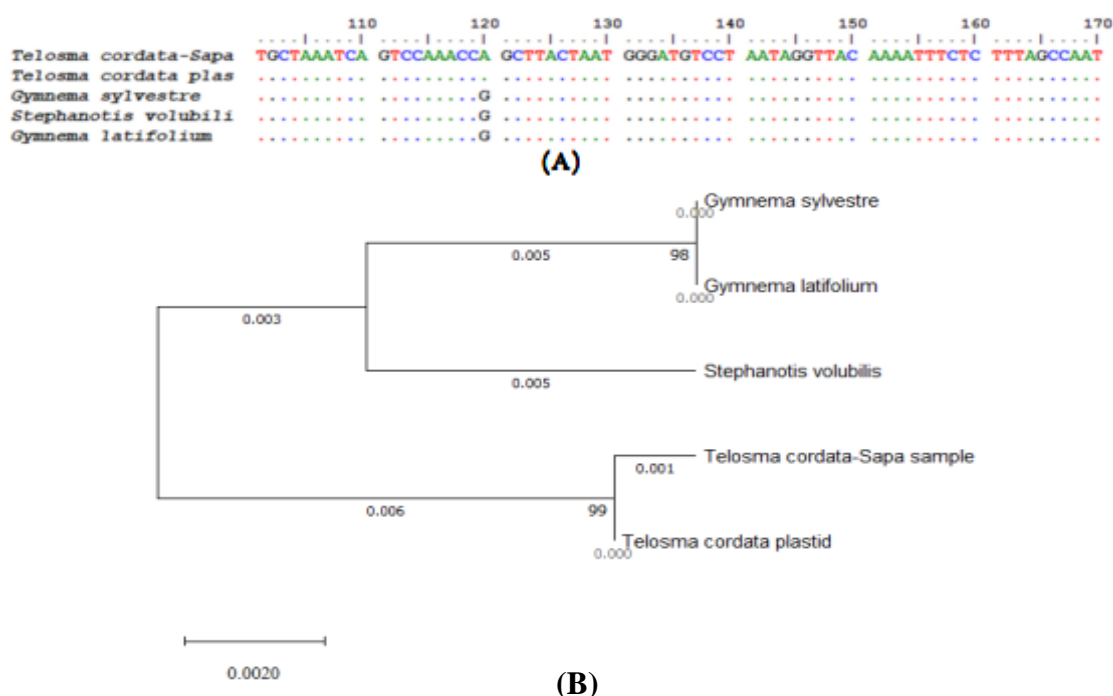 110 120 130 140 150 160 170
Telosma cordata-Sapa TGCTAAATCA GTCCAAACCA GCTTACTAAT GGGATGTCCT AATAGGTTAC AAAATTTCTC TTTAGCCAAT
Telosma cordata plas .......... .......... .......... .......... .......... .......... ..........
Gymnema sylvestre .......... .........G .......... .......... .......... .......... ..........
Stephanotis volubili .......... .........G .......... .......... .......... .......... ..........
Gymnema latifolium .......... .........G .......... .......... .......... .......... ..........
(A)
Gymnema sylvestre
0.000
0.005
98
Gymnema latifolium
0.000
0.003
Stephanotis volubilis
0.005
Telosma cordata-Sapa sample
0.001
0.006
99
Telosma cordata plastid
0.000
0.0020
(B)